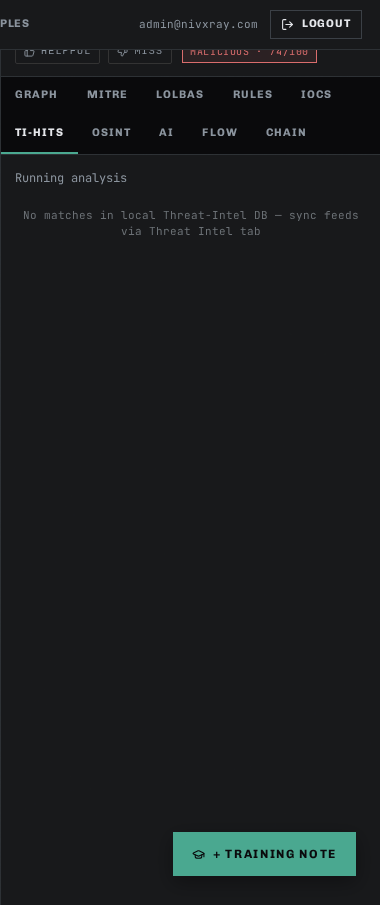 PLES admin@nivxray.com LOGOUT
HELPFUL MISS MALICIOUS · 74/100
GRAPH MITRE LOLBAS RULES IOCS
TI-HITS OSINT AI FLOW CHAIN
Running analysis
No matches in local Threat-Intel DB — sync feeds
via Threat Intel tab
+ TRAINING NOTE